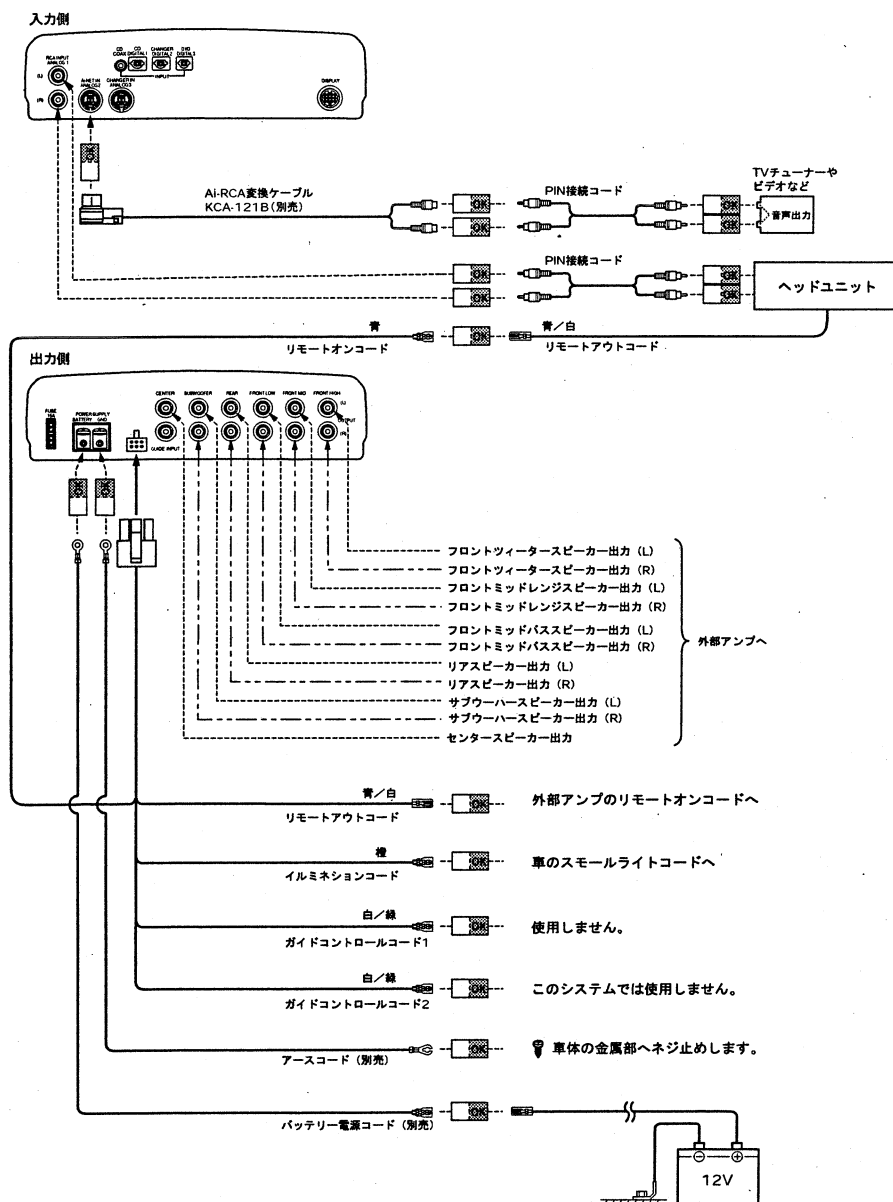 入力側
RCA INPUT
ANALOG 1
(L)
(R)
Ai-NET IN
ANALOG2
CHANGER IN
ANALOG3
CD
COAX
CD
DIGITAL1
CHANGER
DIGITAL2
DVD
DIGITAL3
INPUT
DISPLAY
OK
Ai-RCA変換ケーブル
KCA-121B(別売)
OK
OK
PIN接続コード
OK
OK
TVチューナーや
ビデオなど
音声出力
OK
OK
PIN接続コード
OK
OK
ヘッドユニット
青
リモートオンコード
OK
青／白
リモートアウトコード
出力側
FUSE
15A
POWER SUPPLY
BATTERY GND
GUIDE INPUT
CENTER
SUBWOOFER
REAR
FRONT LOW
FRONT MID
FRONT HIGH
(L)
OUTPUT
(R)
OK
OK
フロントツィータースピーカー出力（L）
フロントツィータースピーカー出力（R）
フロントミッドレンジスピーカー出力（L）
フロントミッドレンジスピーカー出力（R）
フロントミッドバススピーカー出力（L）
フロントミッドバススピーカー出力（R）
リアスピーカー出力（L）
リアスピーカー出力（R）
サブウーハースピーカー出力（L）
サブウーハースピーカー出力（R）
センタースピーカー出力
外部アンプへ
青／白
リモートアウトコード
OK
外部アンプのリモートオンコードへ
橙
イルミネションコード
OK
車のスモールライトコードへ
白／緑
ガイドコントロールコード1
OK
使用しません。
白／緑
ガイドコントロールコード2
OK
このシステムでは使用しません。
アースコード（別売）
OK
車体の金属部へネジ止めします。
バッテリー電源コード（別売）
OK
12V